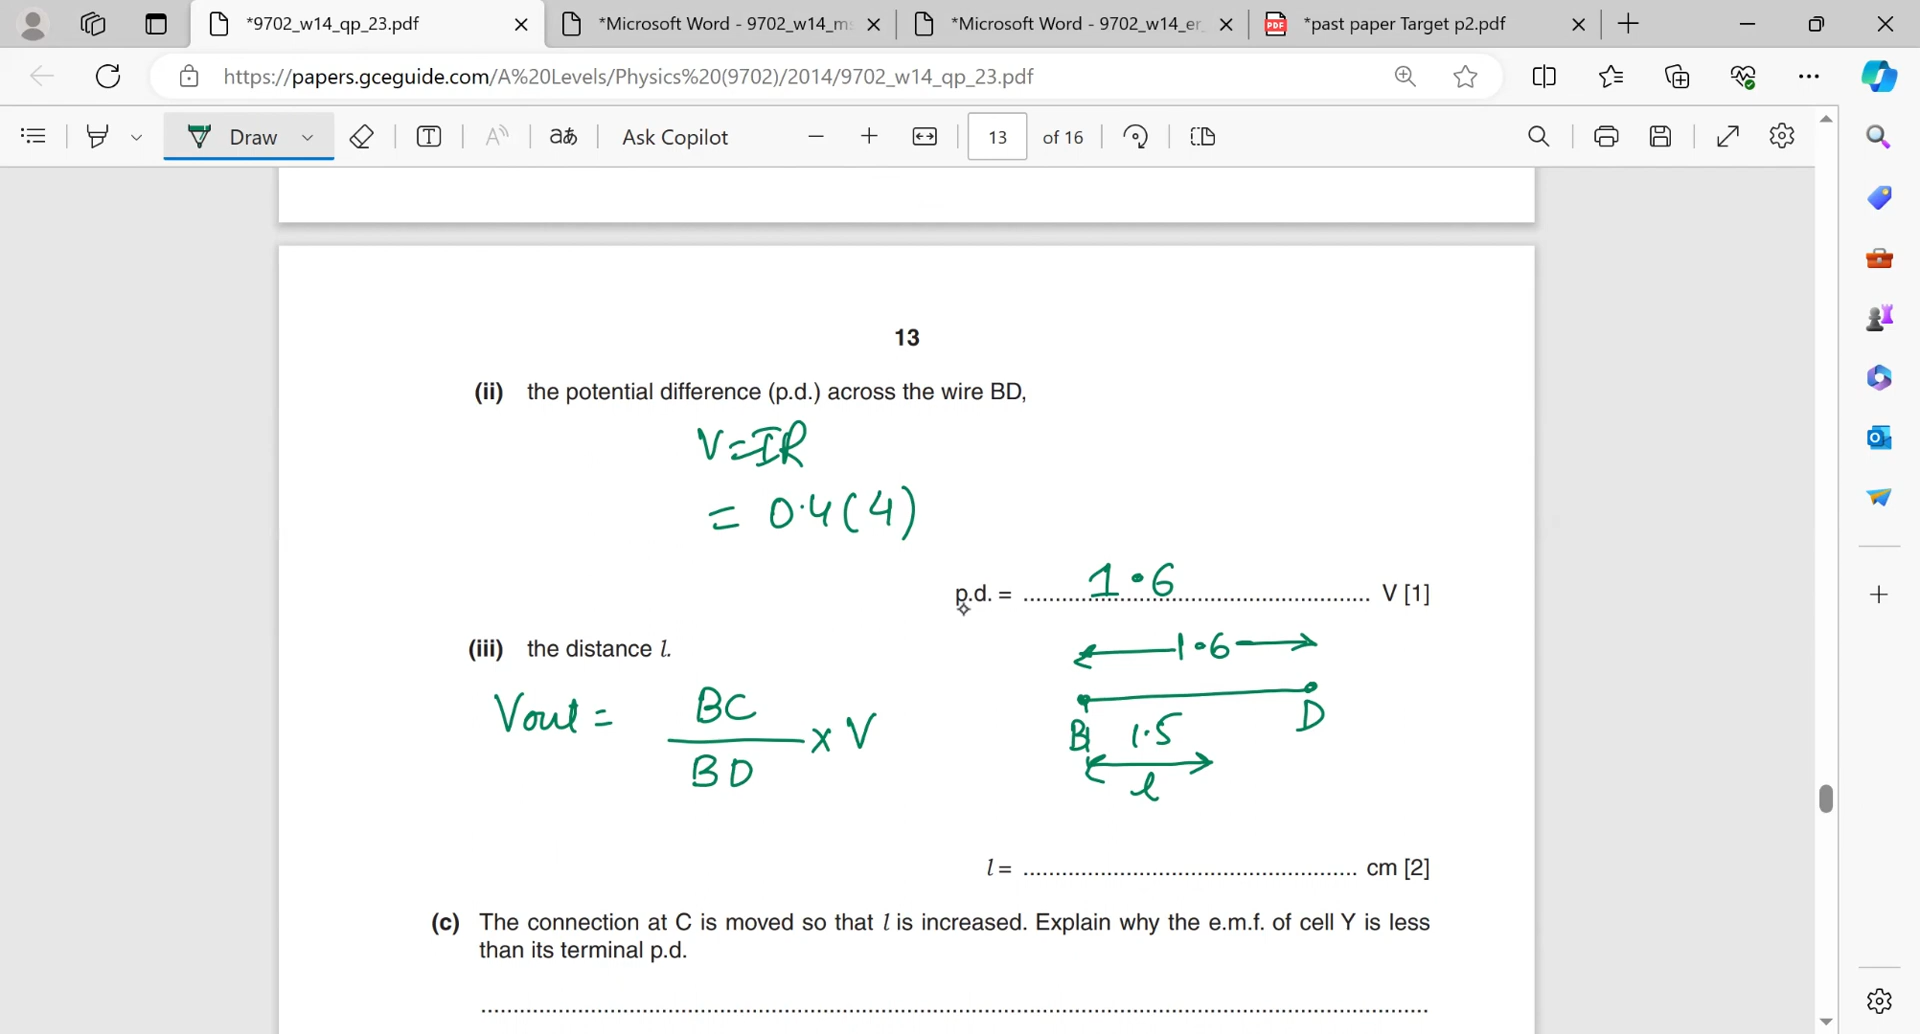 *9702_w14_qp_23.pdf
*Microsoft Word - 9702_w14_ms
*Microsoft Word - 9702_w14_er
*past paper Target p2.pdf
https://papers.gceguide.com/A%20Levels/Physics%20(9702)/2014/9702_w14_qp_23.pdf
Draw
aあ
Ask Copilot
13 of 16
13
(ii) the potential difference (p.d.) across the wire BD,
V=IR
= 0.4(4)
p.d. = 1.6 V [1]
(iii) the distance l.
1.6
Vout = BC/BD x V
B 1.5 D
l
l = cm [2]
(c) The connection at C is moved so that l is increased. Explain why the e.m.f. of cell Y is less
than its terminal p.d.